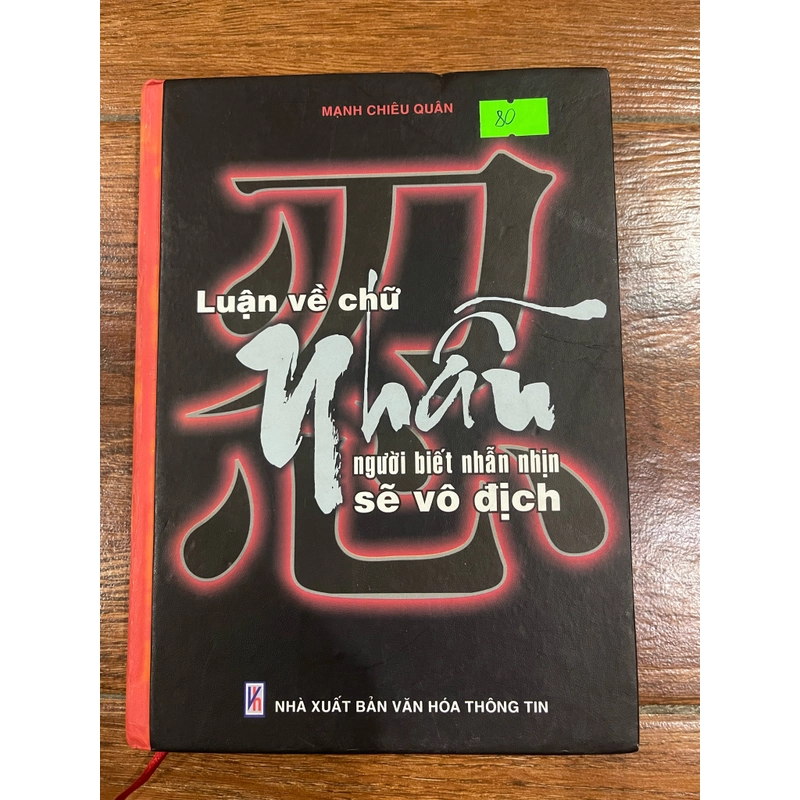 MẠNH CHIÊU QUÂN
80
忍
Luận về chữ
Nhẫn
người biết nhẫn nhịn
sẽ vô địch
NHÀ XUẤT BẢN VĂN HÓA THÔNG TIN